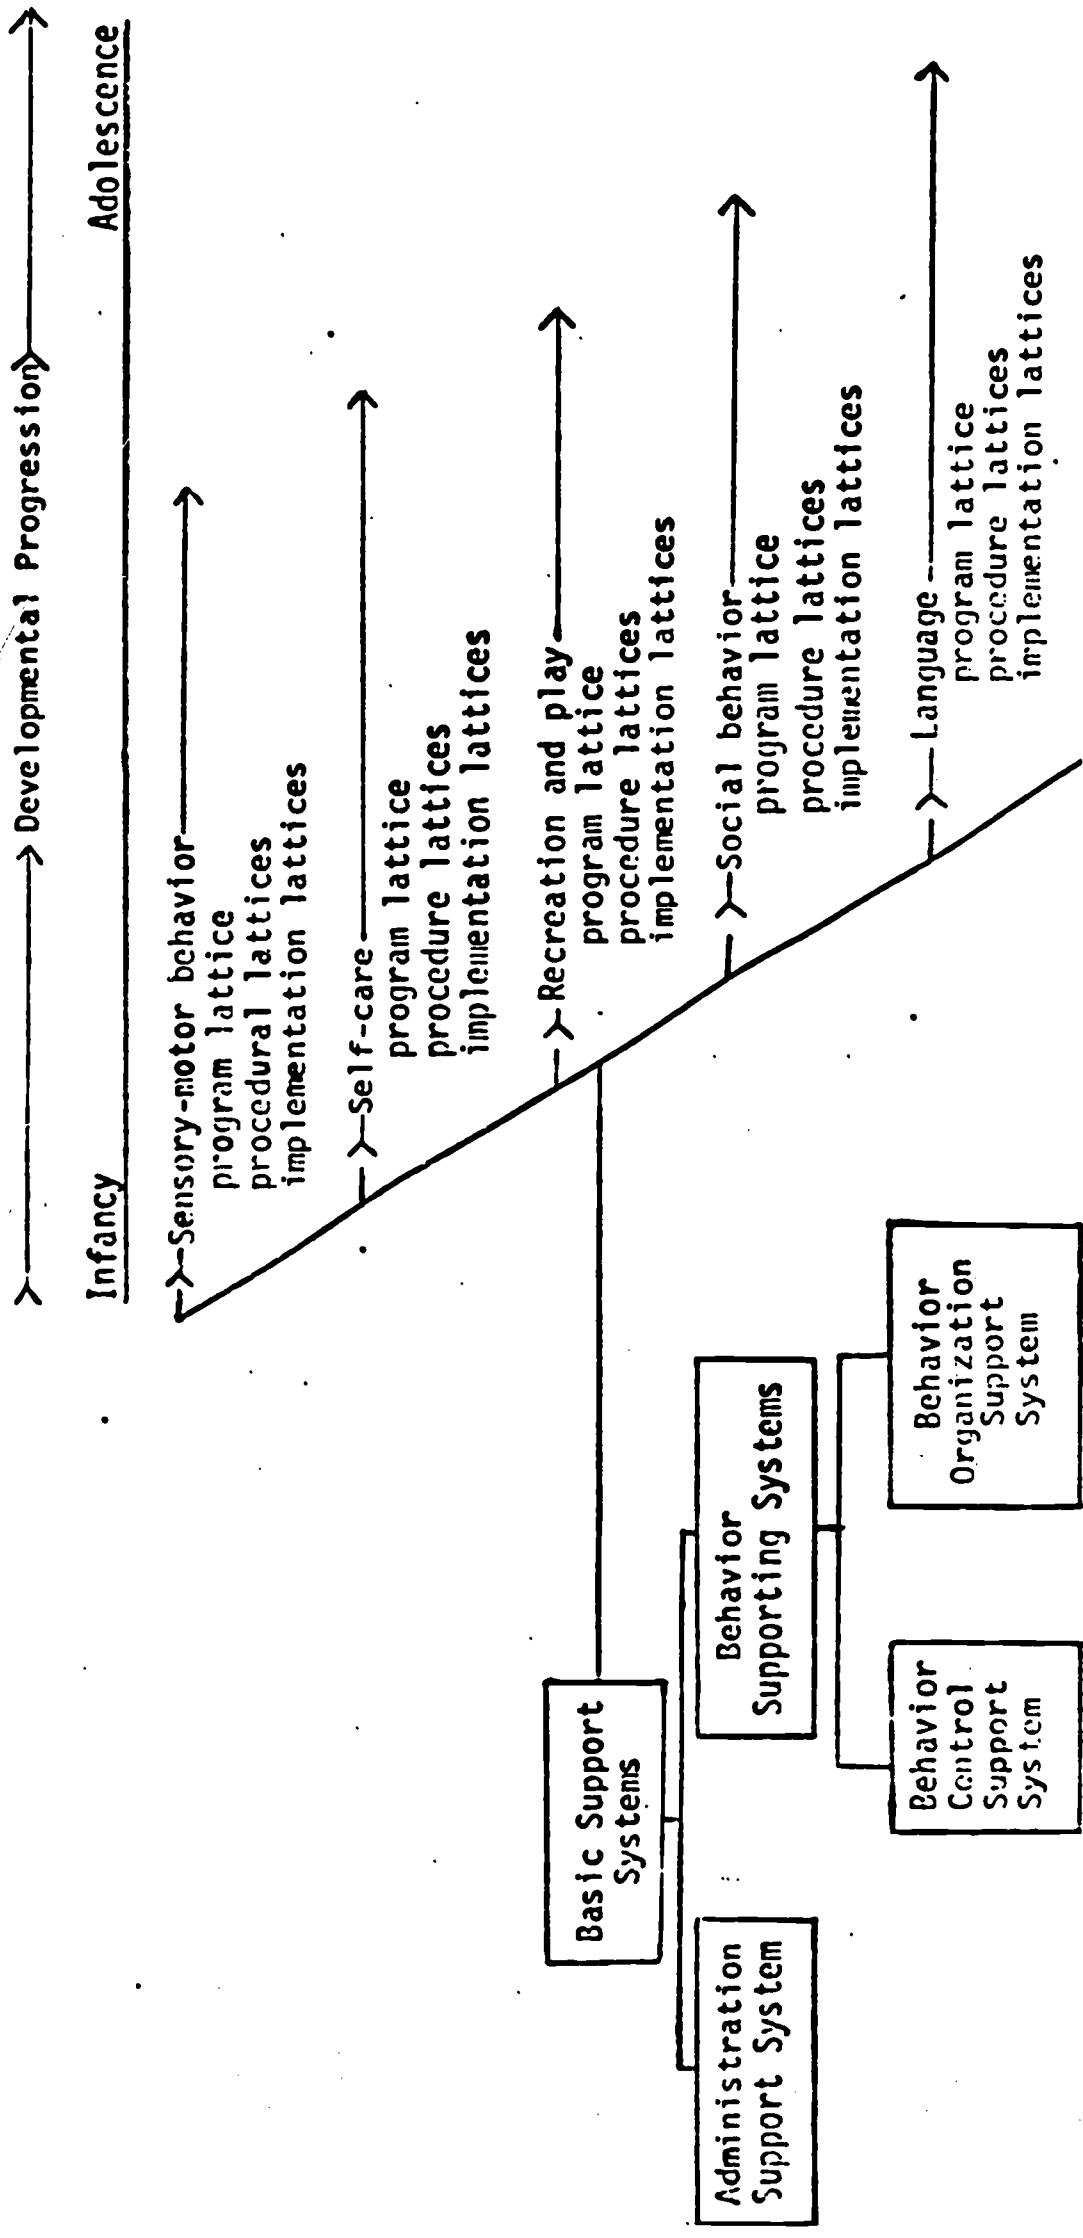 Developmental Progression
Infancy
Adolescence
Sensory-motor behavior
program lattice
procedural lattices
implementation lattices
Self-care
program lattice
procedure lattices
implementation lattices
Recreation and play
program lattice
procedure lattices
implementation lattices
Social behavior
program lattice
procedure lattices
implementation lattices
Language
program lattice
procedure lattices
implementation lattices
Basic Support
Systems
Administration
Support System
Behavior
Supporting Systems
Behavior
Control
Support
System
Behavior
Organization
Support
System